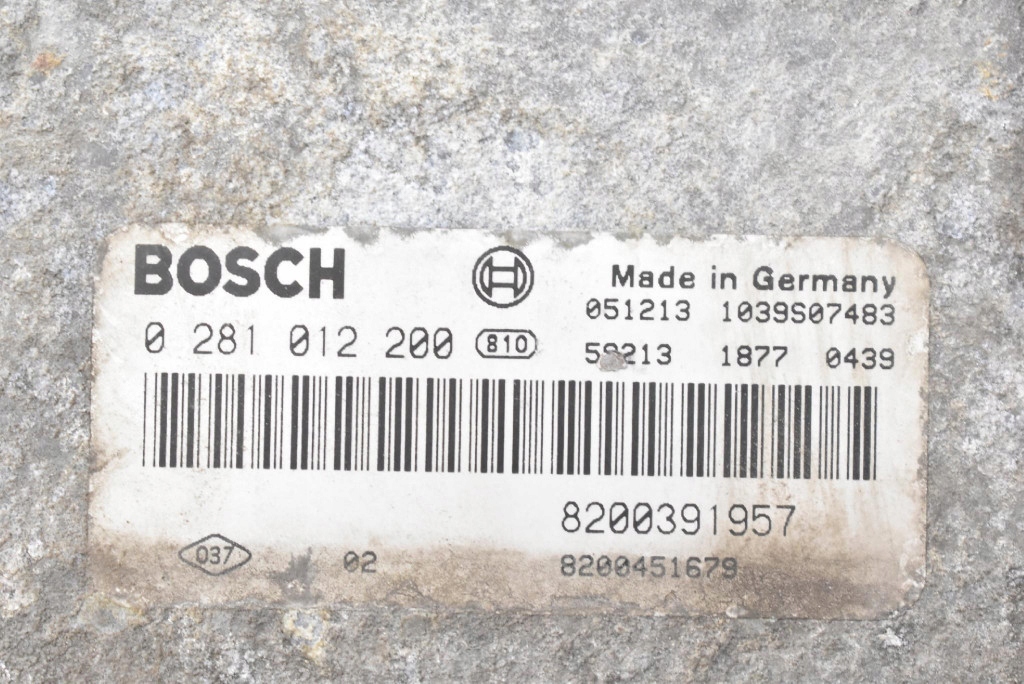 BOSCH
Made in Germany
051213 1039S07483
0 281 012 200 810
1877 0439
8200391957
037 02 8200451679